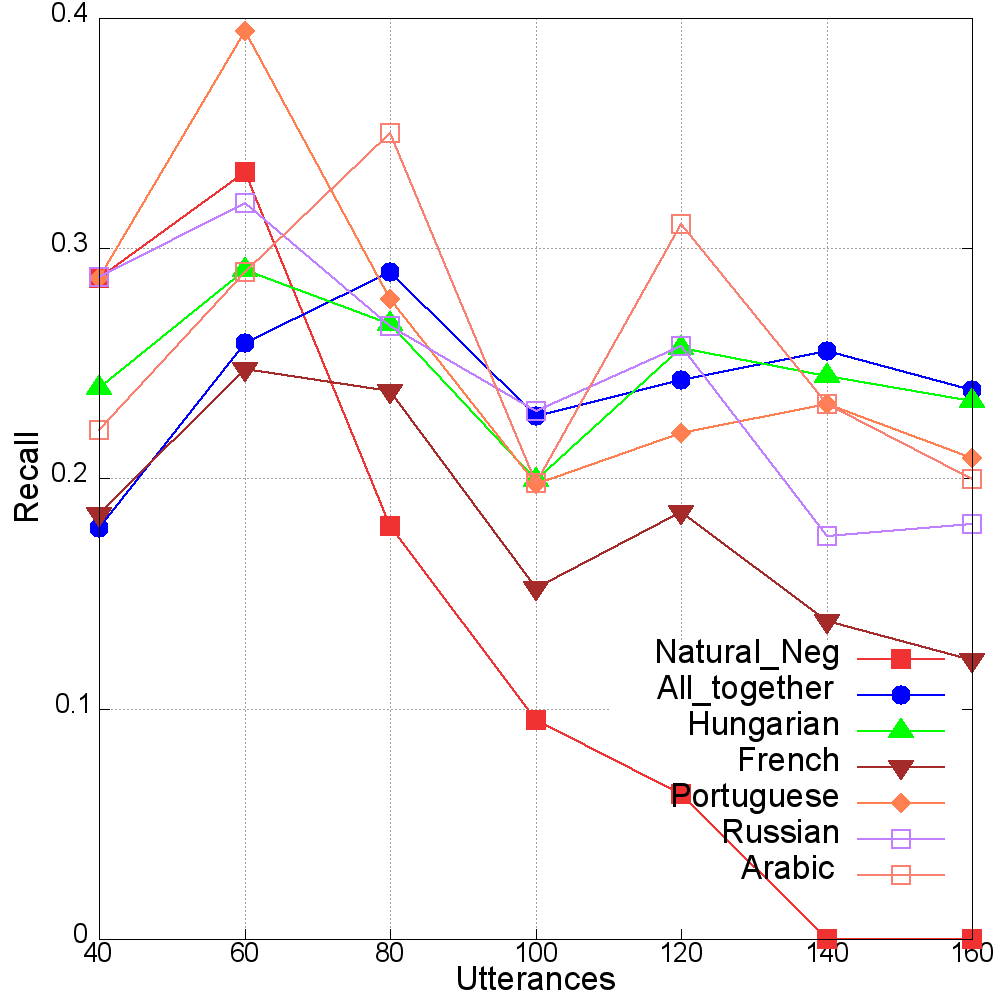 0.4
0.3
0.2
0.1
0
Recall
Natural_Neg
All_together
Hungarian
French
Portuguese
Russian
Arabic
40 60 80 100 120 140 160
Utterances